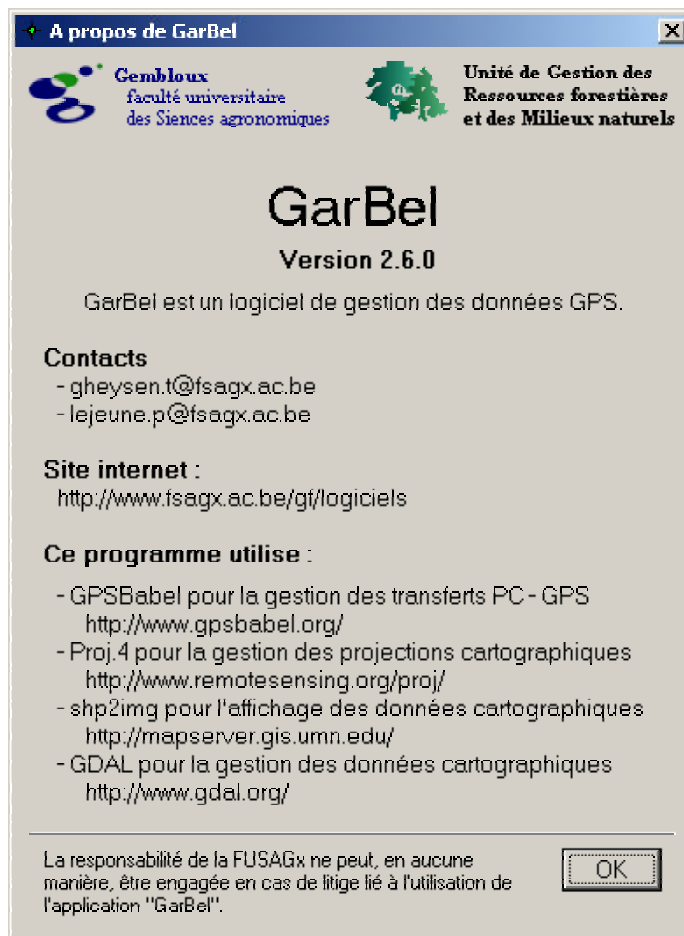 A propos de GarBel
Gembloux
faculté universitaire
des Siences agronomiques
Unité de Gestion des
Ressources forestières
et des Milieux naturels
GarBel
Version 2.6.0
GarBel est un logiciel de gestion des données GPS.
Contacts
- gheysen.t@fsagx.ac.be
- lejeune.p@fsagx.ac.be
Site internet :
http://www.fsagx.ac.be/gf/logiciels
Ce programme utilise :
- GPSBabel pour la gestion des transferts PC - GPS
http://www.gpsbabel.org/
- Proj.4 pour la gestion des projections cartographiques
http://www.remotesensing.org/proj/
- shp2img pour l'affichage des données cartographiques
http://mapserver.gis.umn.edu/
- GDAL pour la gestion des données cartographiques
http://www.gdal.org/
La responsabilité de la FUSAGx ne peut, en aucune
manière, être engagée en cas de litige lié à l'utilisation de
l'application "GarBel".
OK